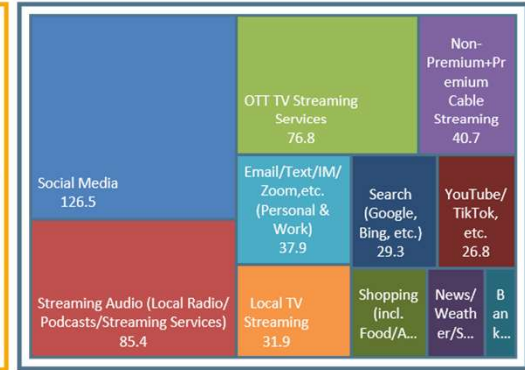 Social Media
126.5
Streaming Audio (Local Radio/
Podcasts/Streaming Services)
85.4
OTT TV Streaming
Services
76.8
Non-
Premium+Pr
emium
Cable
Streaming
40.7
Email/Text/IM/
Zoom,etc.
(Personal &
Work)
37.9
Local TV
Streaming
31.9
Search
(Google,
Bing, etc.)
29.3
YouTube/
TikTok,
etc.
26.8
Shopping
(incl.
Food/A...
News/
Weath
er/S...
B
an
k...